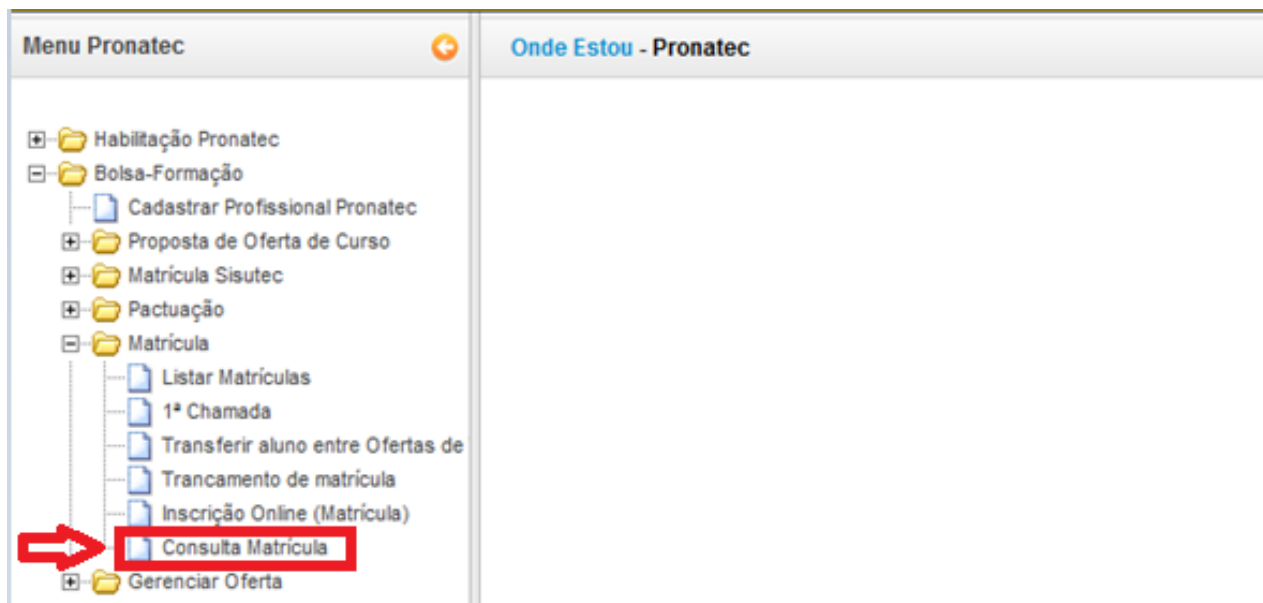 Menu Pronatec
Onde Estou - Pronatec
Habilitação Pronatec
Bolsa-Formação
Cadastrar Profissional Pronatec
Proposta de Oferta de Curso
Matrícula Sisutec
Pactuação
Matrícula
Listar Matrículas
1ª Chamada
Transferir aluno entre Ofertas de
Trancamento de matrícula
Inscrição Online (Matrícula)
Consulta Matrícula
Gerenciar Oferta